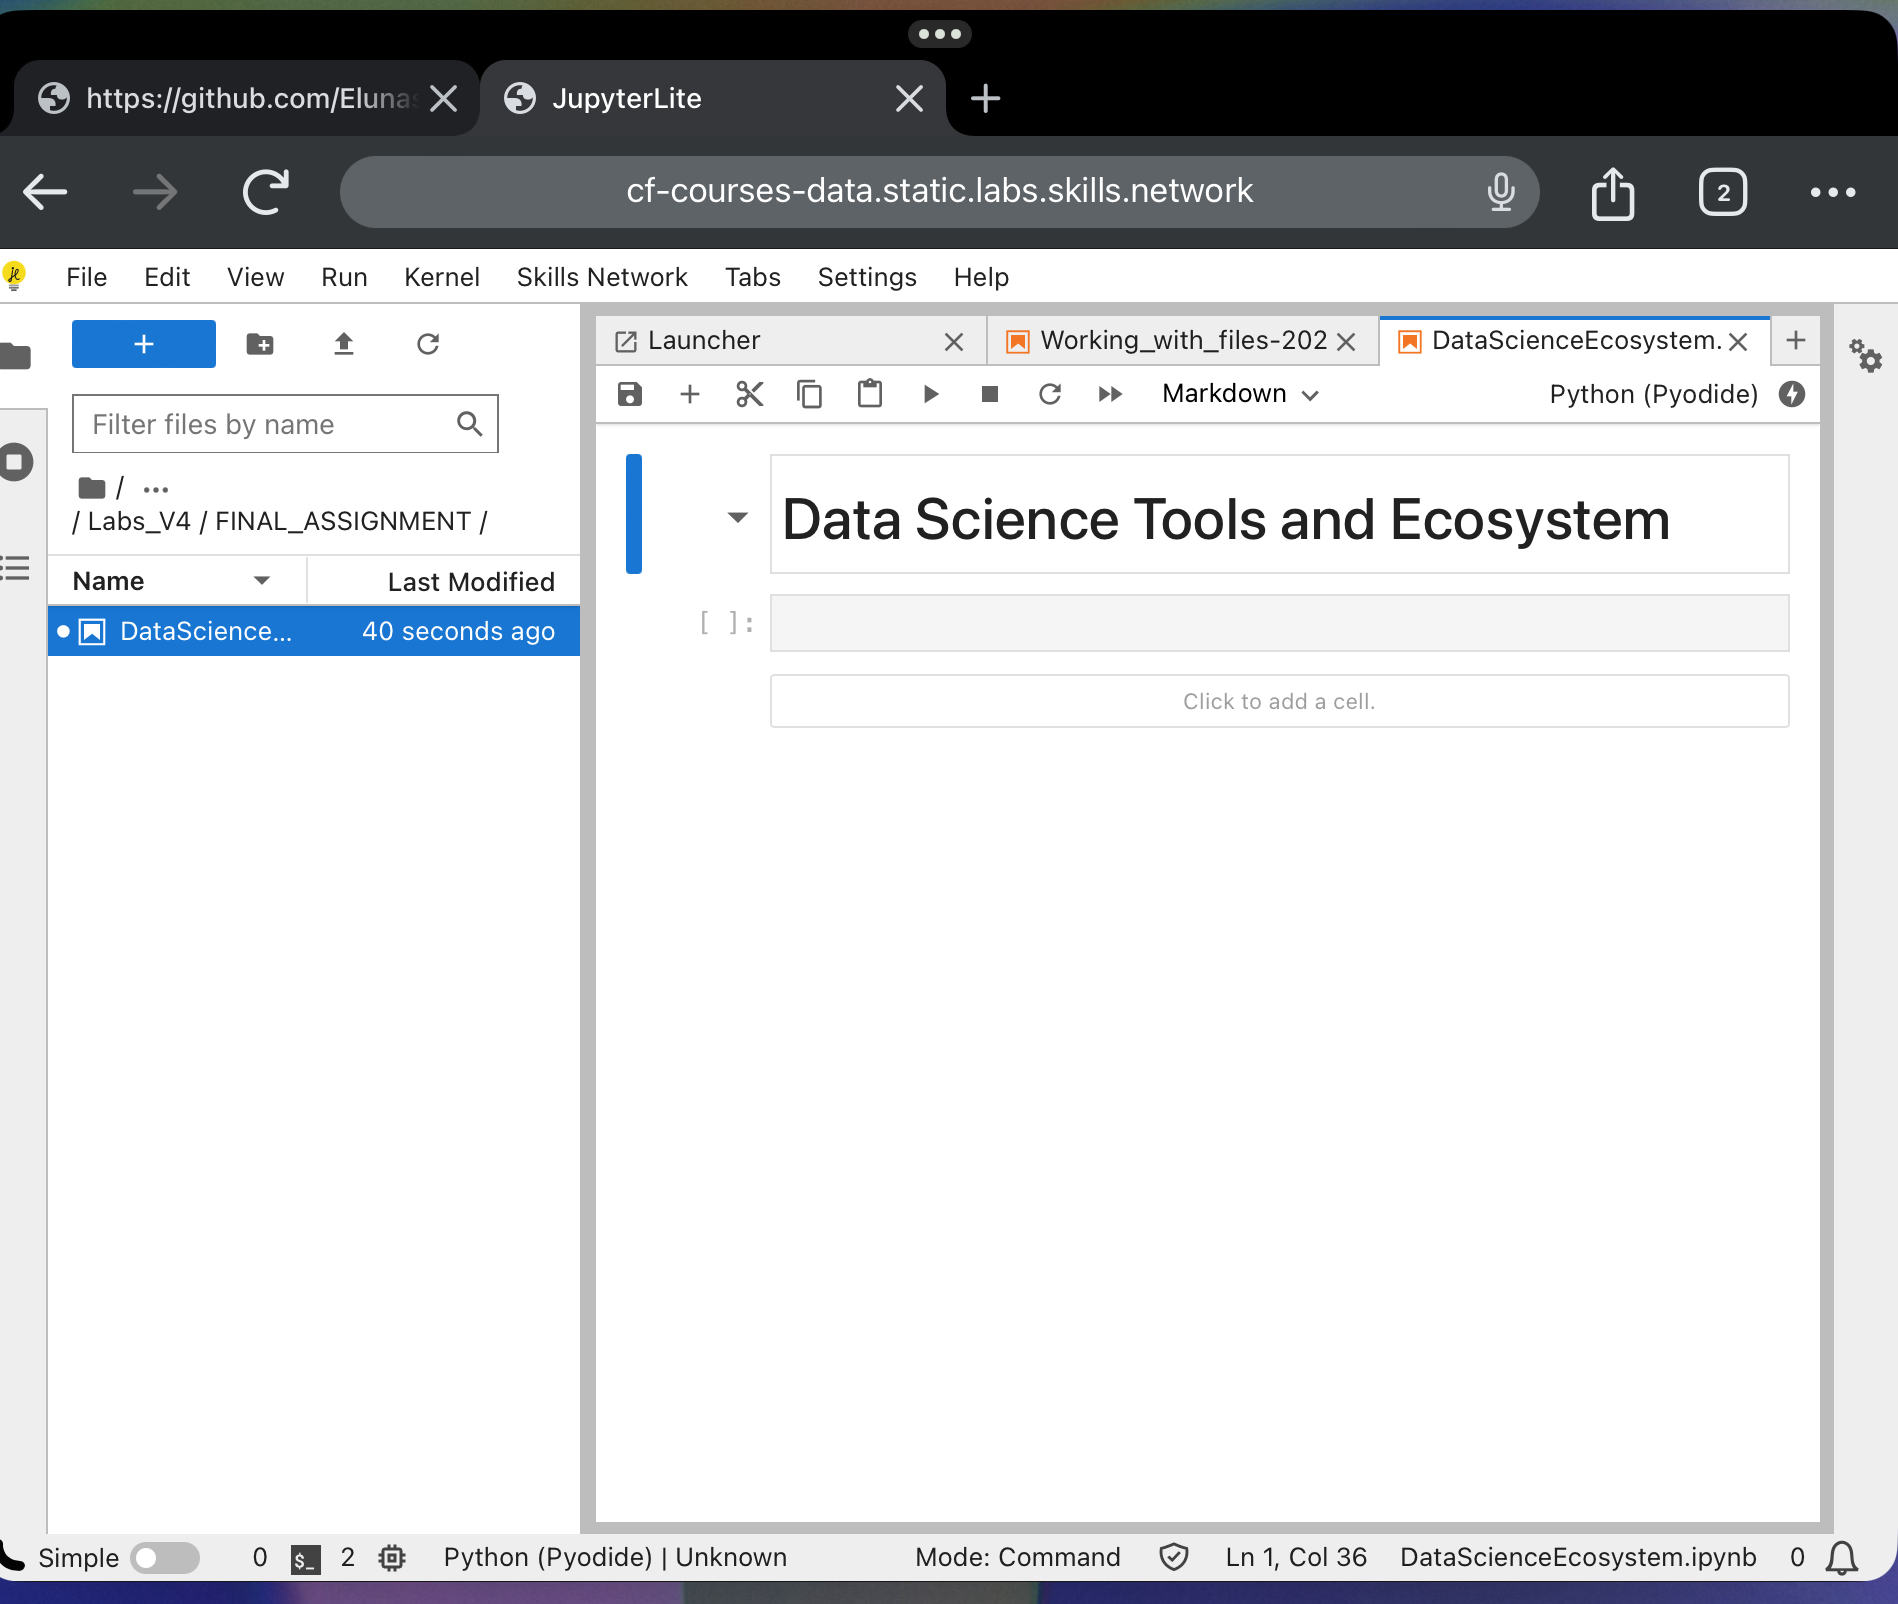 https://github.com/Eluna
JupyterLite
cf-courses-data.static.labs.skills.network
2
File Edit View Run Kernel Skills Network Tabs Settings Help
+
Filter files by name
/ ...
/ Labs_V4 / FINAL_ASSIGNMENT /
Name Last Modified
DataScience... 40 seconds ago
Launcher
Working_with_files-202
DataScienceEcosystem.
Markdown
Python (Pyodide)
Data Science Tools and Ecosystem
[ ]:
Click to add a cell.
Simple 0 $_ 2 Python (Pyodide) | Unknown Mode: Command Ln 1, Col 36 DataScienceEcosystem.ipynb 0